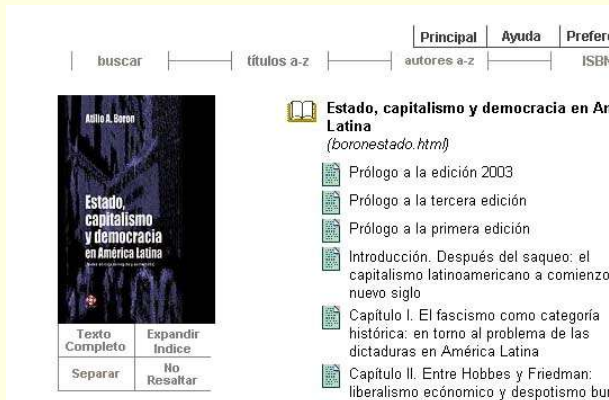 Principal Ayuda Prefer
buscar títulos a-z autores a-z ISBN
Atilio A. Boron
Estado,
capitalismo
y democracia
en América Latina
Texto Completo
Expandir Indice
Separar
No Resaltar
Estado, capitalismo y democracia en Am
Latina
(boronestado.html)
Prólogo a la edición 2003
Prólogo a la tercera edición
Prólogo a la primera edición
Introducción. Después del saqueo: el
capitalismo latinoamericano a comienzo
nuevo siglo
Capítulo I. El fascismo como categoría
histórica: en torno al problema de las
dictaduras en América Latina
Capítulo II. Entre Hobbes y Friedman:
liberalismo ecónomico y despotismo bur